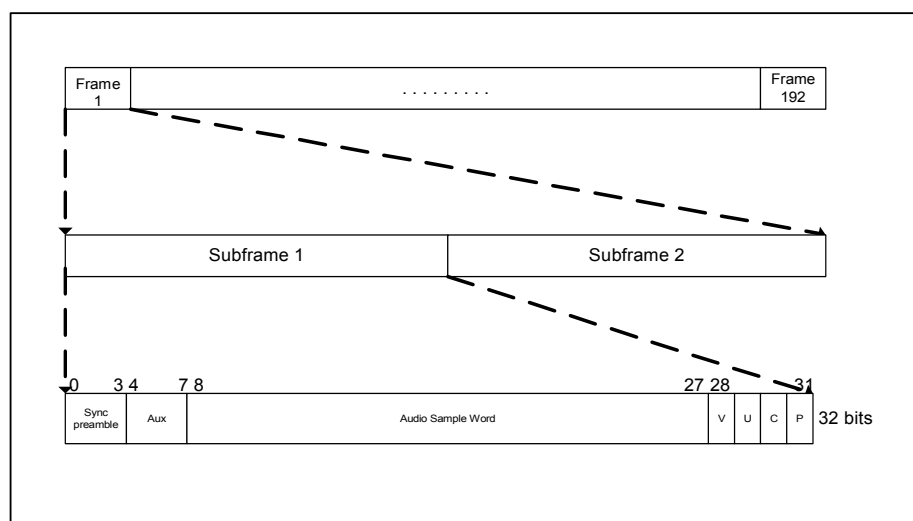 Frame
1
. . . . . . . . .
Frame
192
Subframe 1
Subframe 2
0
3
4
7
8
27
28
31
Sync
preamble
Aux
Audio Sample Word
V
U
C
P
32 bits